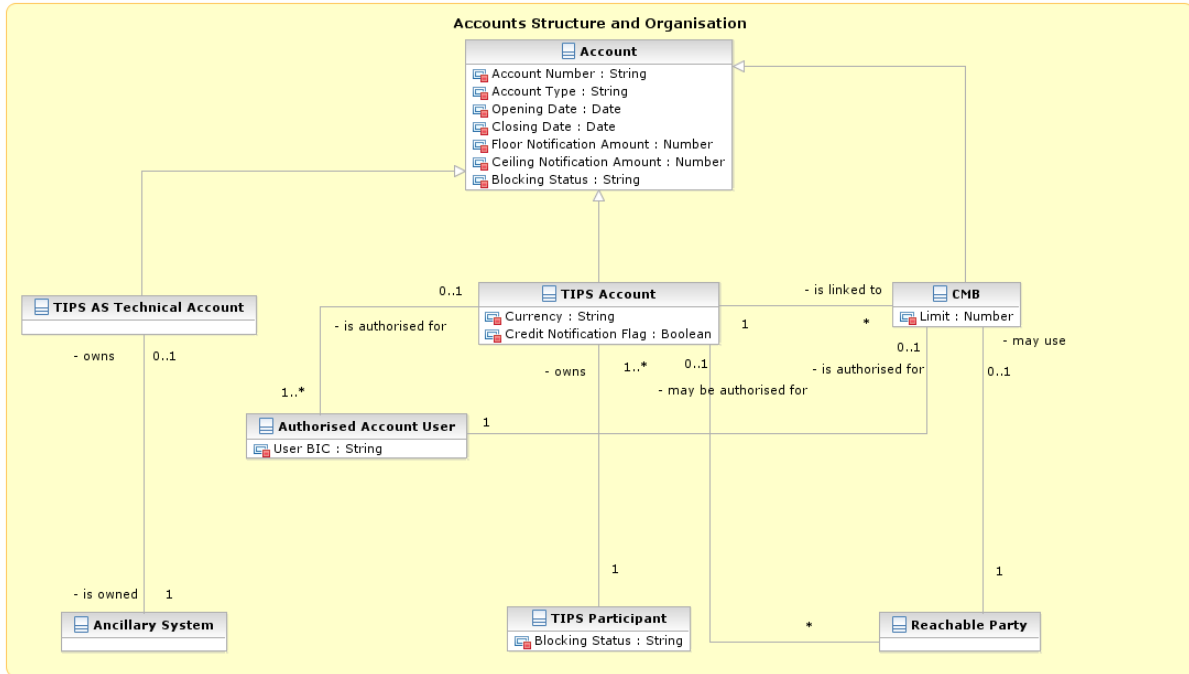 Accounts Structure and Organisation
Account
Account Number : String
Account Type : String
Opening Date : Date
Closing Date : Date
Floor Notification Amount : Number
Ceiling Notification Amount : Number
Blocking Status : String
TIPS AS Technical Account
TIPS Account
Currency : String
Credit Notification Flag : Boolean
CMB
Limit : Number
0..1
- is linked to
- is authorised for
1
*
- owns
0..1
- owns
1..*
0..1
0..1
- may use
- may be authorised for
- is authorised for
0..1
1..*
Authorised Account User
User BIC : String
1
- is owned
1
1
1
*
Ancillary System
TIPS Participant
Blocking Status : String
Reachable Party